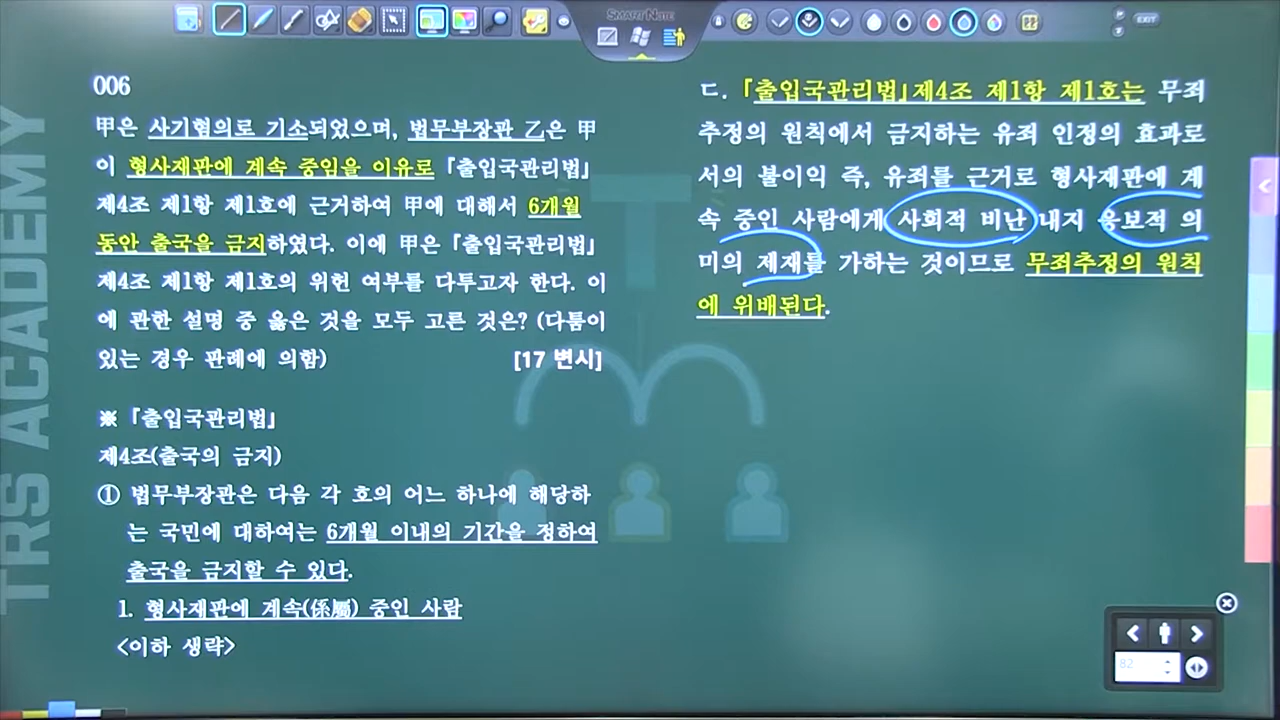 SMART NOTE
EXIT
006
甲은 사기혐의로 기소되었으며, 법무부장관 乙은 甲
이 형사재판에 계속 중임을 이유로 「출입국관리법」
제4조 제1항 제1호에 근거하여 甲에 대해서 6개월
동안 출국을 금지하였다. 이에 甲은 「출입국관리법」
제4조 제1항 제1호의 위헌 여부를 다투고자 한다. 이
에 관한 설명 중 옳은 것을 모두 고른 것은? (다툼이
있는 경우 판례에 의함) [17 변시]
※ 「출입국관리법」
제4조(출국의 금지)
① 법무부장관은 다음 각 호의 어느 하나에 해당하
는 국민에 대하여는 6개월 이내의 기간을 정하여
출국을 금지할 수 있다.
1. 형사재판에 계속(係屬) 중인 사람
<이하 생략>
ㄷ. 「출입국관리법」제4조 제1항 제1호는 무죄
추정의 원칙에서 금지하는 유죄 인정의 효과로
서의 불이익 즉, 유죄를 근거로 형사재판에 계
속 중인 사람에게 사회적 비난 내지 응보적 의
미의 제재를 가하는 것이므로 무죄추정의 원칙
에 위배된다.
TRS ACADEMY
82